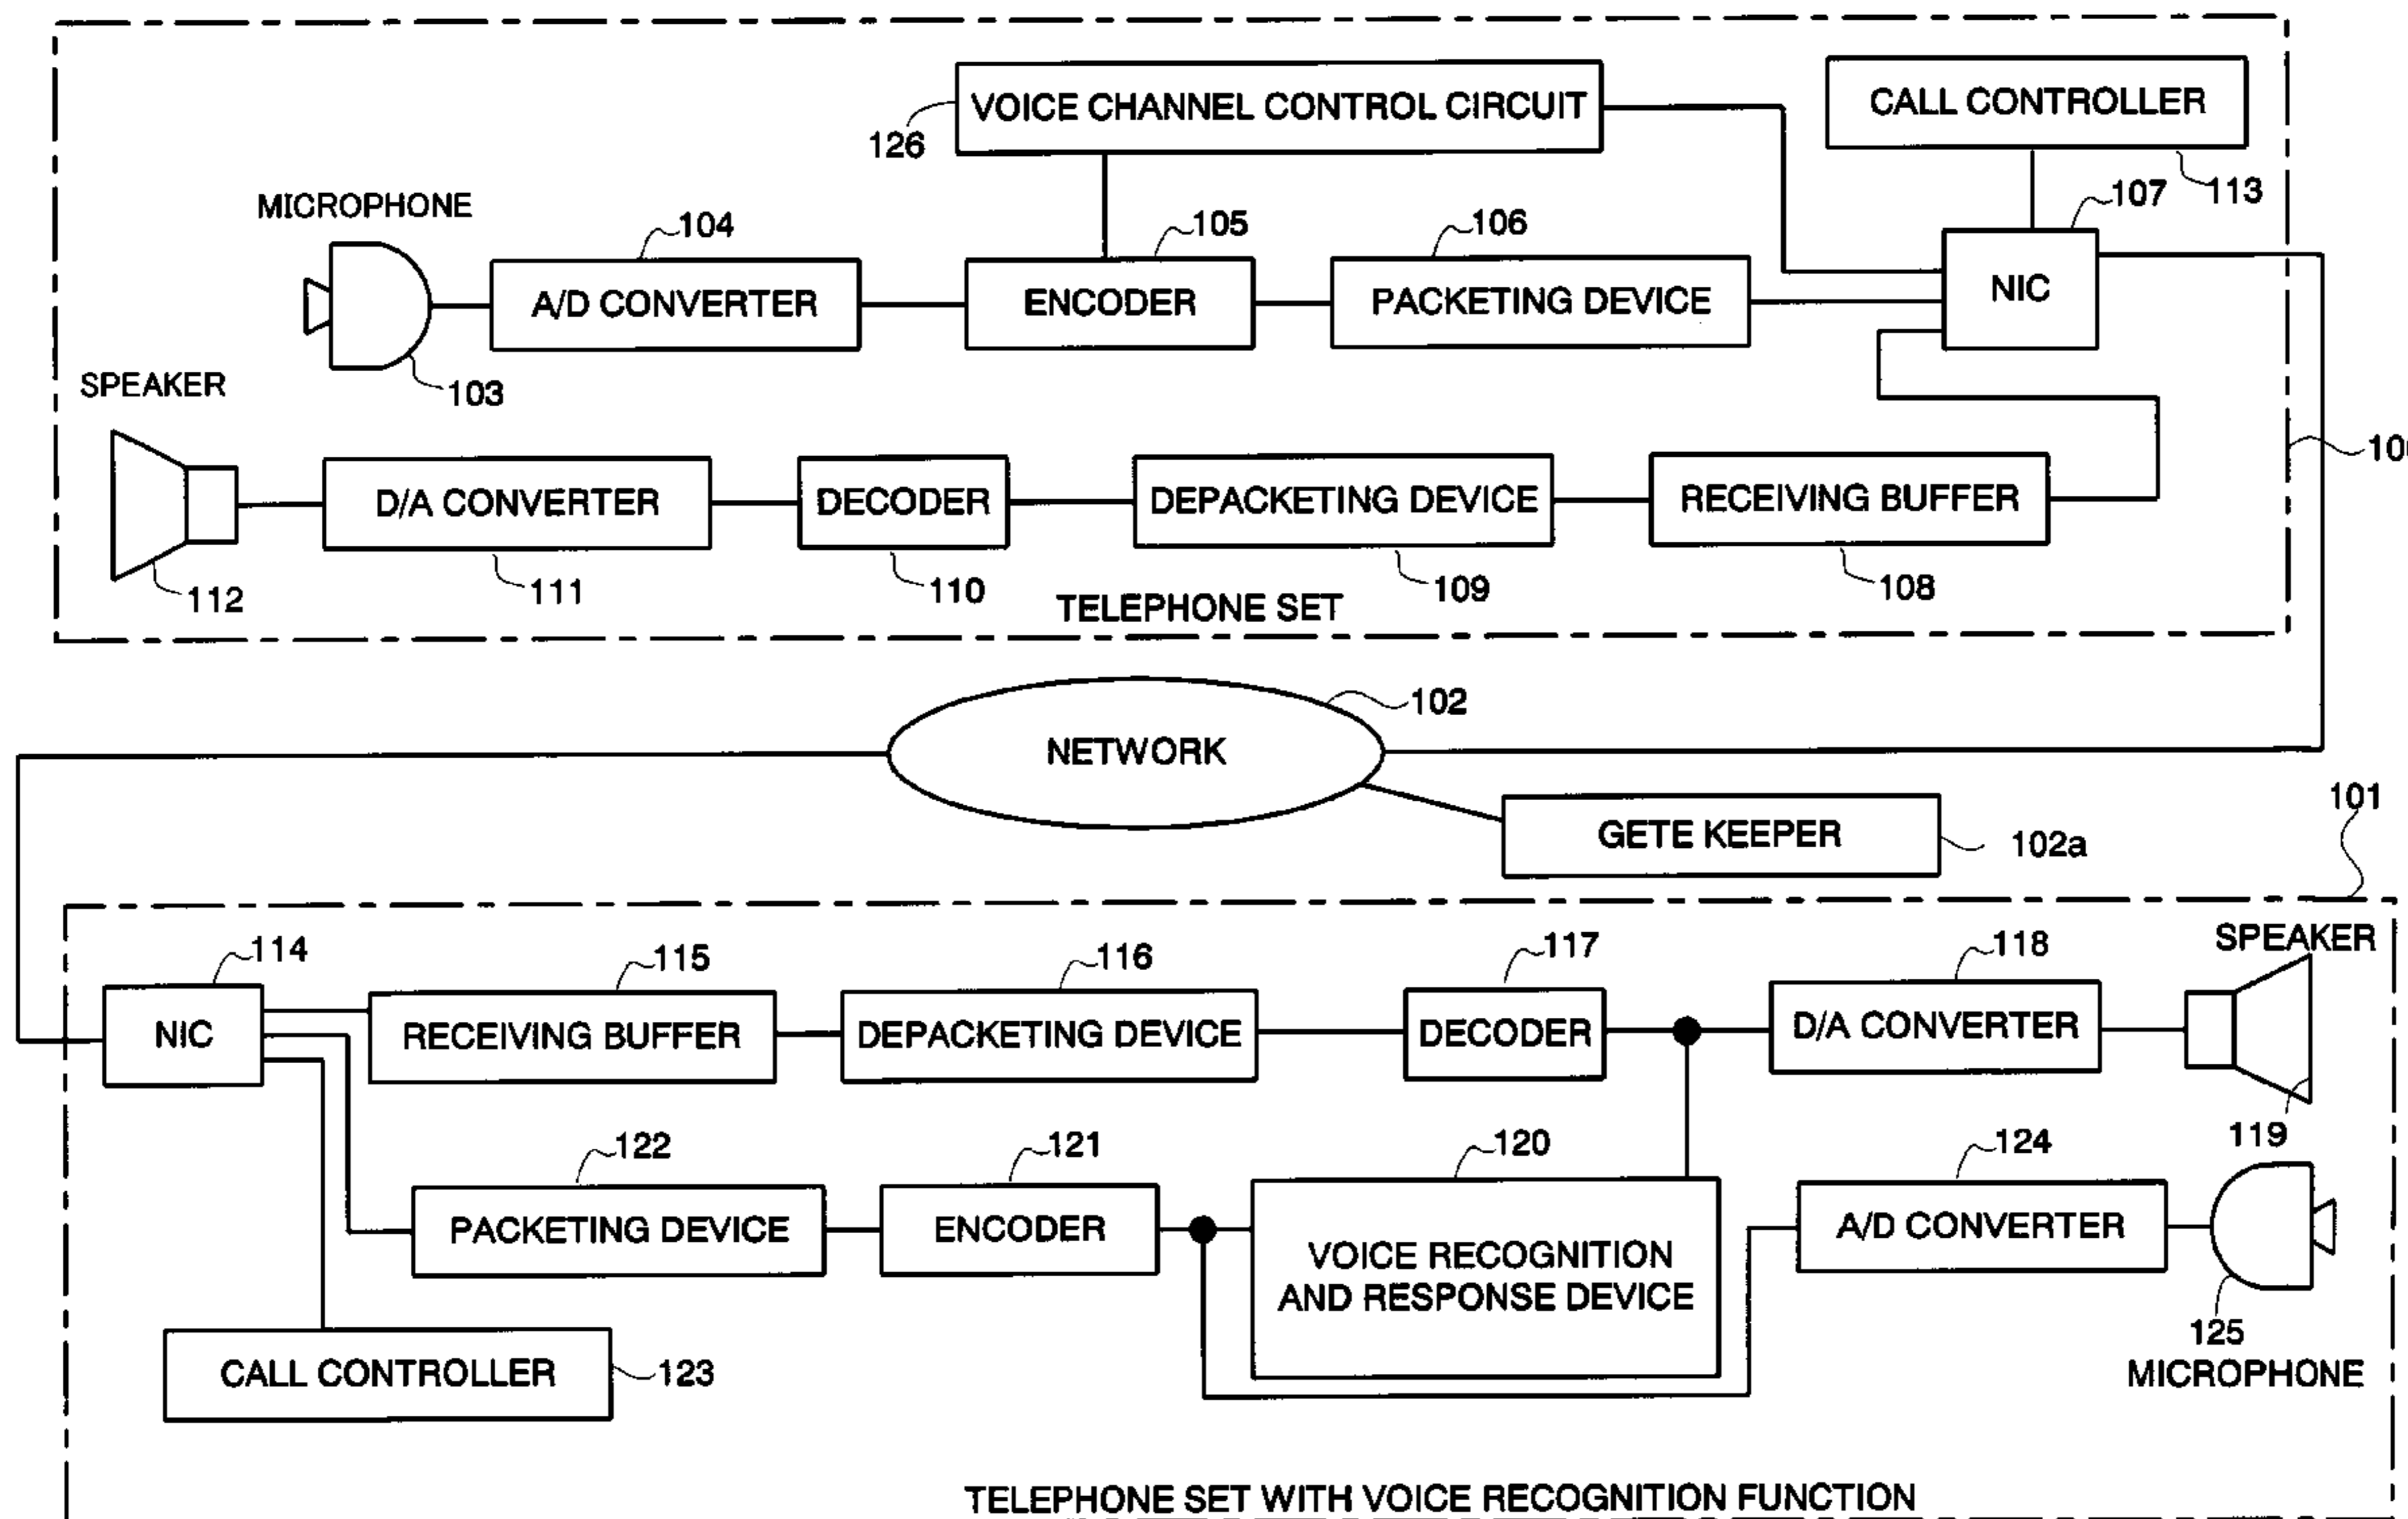 VOICE CHANNEL CONTROL CIRCUIT
126
CALL CONTROLLER
113
107
MICROPHONE
103
104
A/D CONVERTER
105
ENCODER
106
PACKETING DEVICE
NIC
SPEAKER
112
D/A CONVERTER
111
DECODER
110
DEPACKETING DEVICE
109
RECEIVING BUFFER
108
TELEPHONE SET
NETWORK
102
GETE KEEPER
102a
101
114
NIC
115
RECEIVING BUFFER
116
DEPACKETING DEVICE
117
DECODER
118
D/A CONVERTER
SPEAKER
119
122
PACKETING DEVICE
121
ENCODER
120
VOICE RECOGNITION
AND RESPONSE DEVICE
124
A/D CONVERTER
125
MICROPHONE
CALL CONTROLLER
123
TELEPHONE SET WITH VOICE RECOGNITION FUNCTION